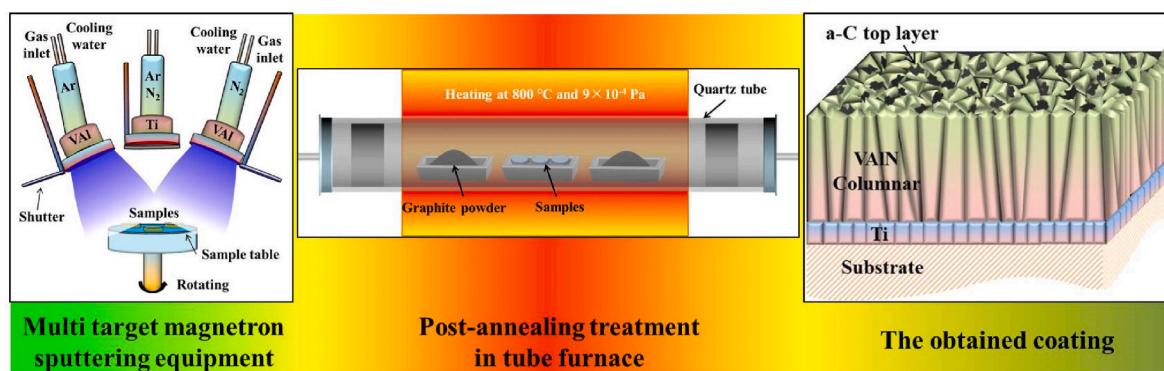 Cooling
water
Gas
inlet
Ar
VAl
Ar
N₂
Ti
Cooling
water
Gas
inlet
N₂
VAl
Shutter
Samples
Sample table
Rotating
Multi target magnetron
sputtering equipment
Heating at 800 °C and 9×10⁻⁴ Pa
Quartz tube
Graphite powder
Samples
Post-annealing treatment
in tube furnace
a-C top layer
VAlN
Columnar
Ti
Substrate
The obtained coating